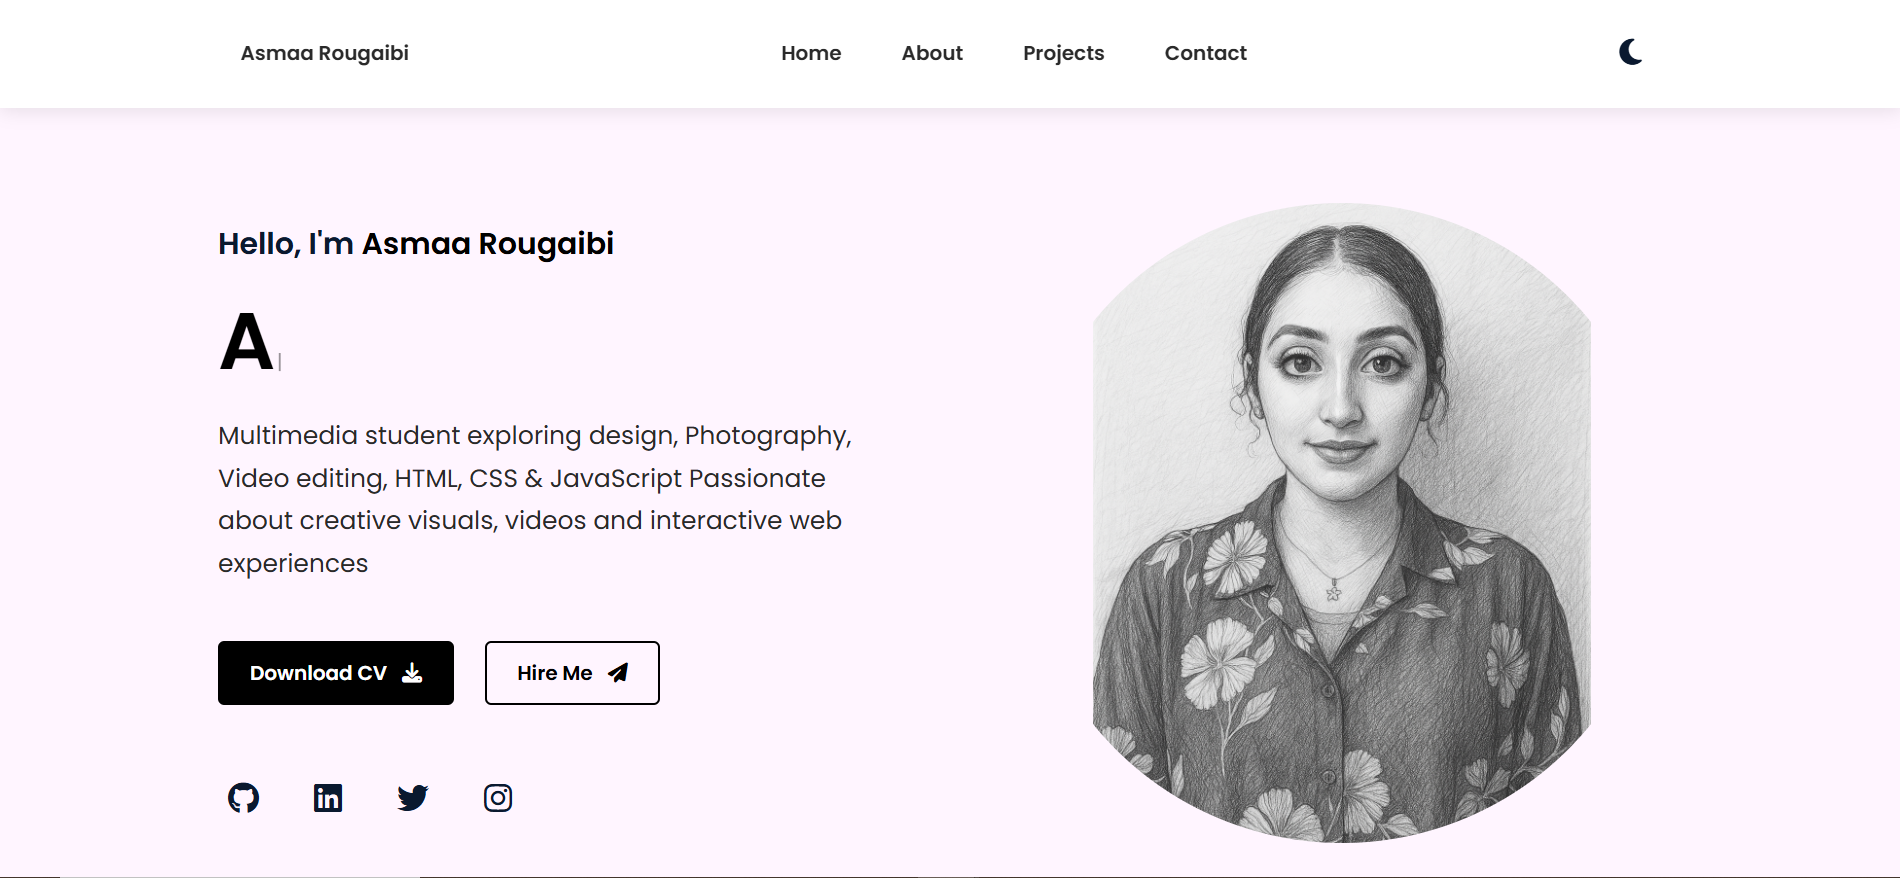 Asmaa Rougaibi
Home
About
Projects
Contact
Hello, I'm Asmaa Rougaibi
A|
Multimedia student exploring design, Photography,
Video editing, HTML, CSS & JavaScript Passionate
about creative visuals, videos and interactive web
experiences
Download CV
Hire Me